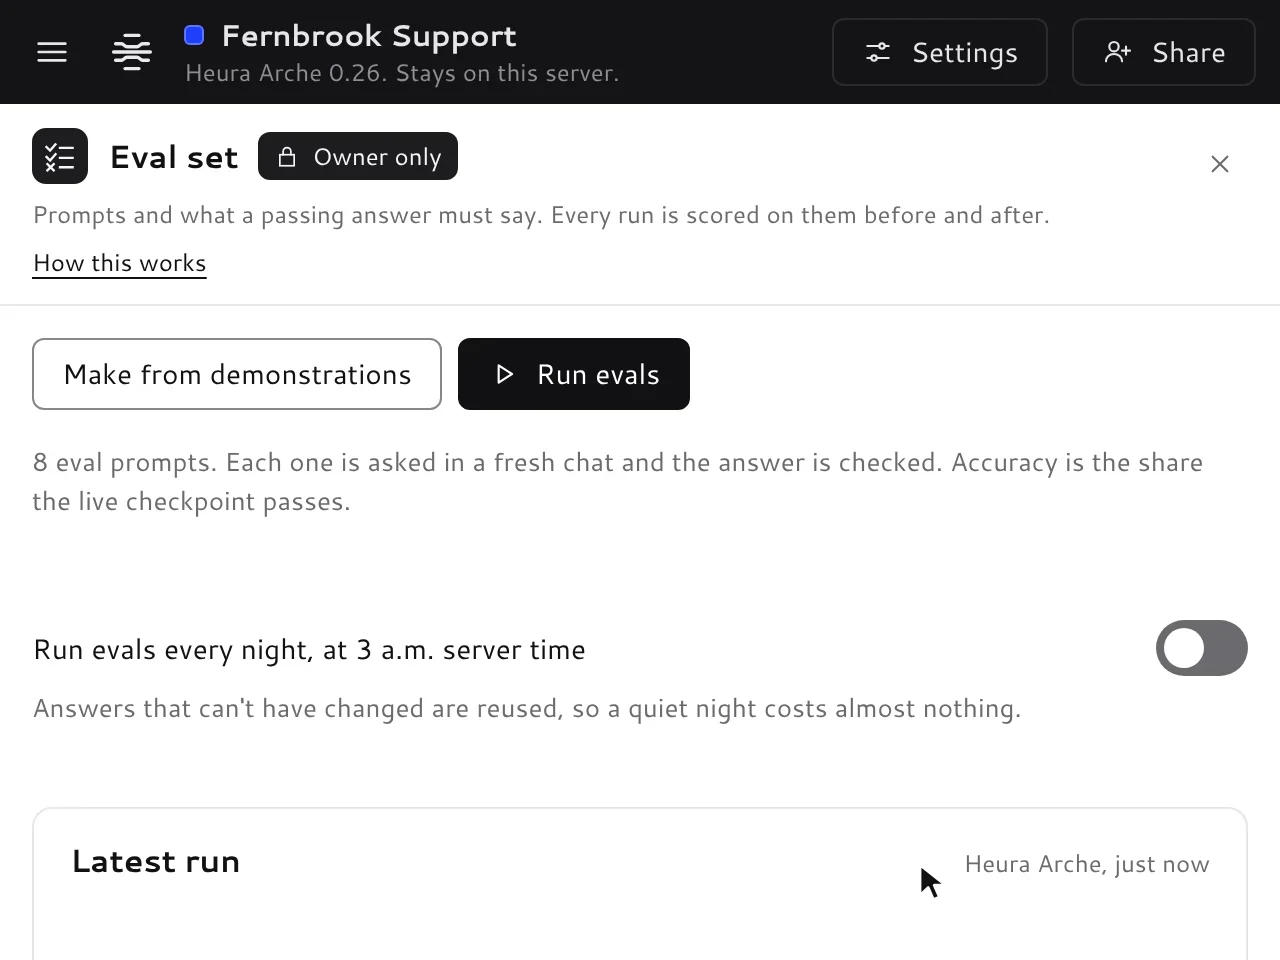 Fernbrook Support
Heura Arche 0.26. Stays on this server.
Settings
Share
Eval set
Owner only
Prompts and what a passing answer must say. Every run is scored on them before and after.
How this works
Make from demonstrations
Run evals
8 eval prompts. Each one is asked in a fresh chat and the answer is checked. Accuracy is the share
the live checkpoint passes.
Run evals every night, at 3 a.m. server time
Answers that can't have changed are reused, so a quiet night costs almost nothing.
Latest run
Heura Arche, just now